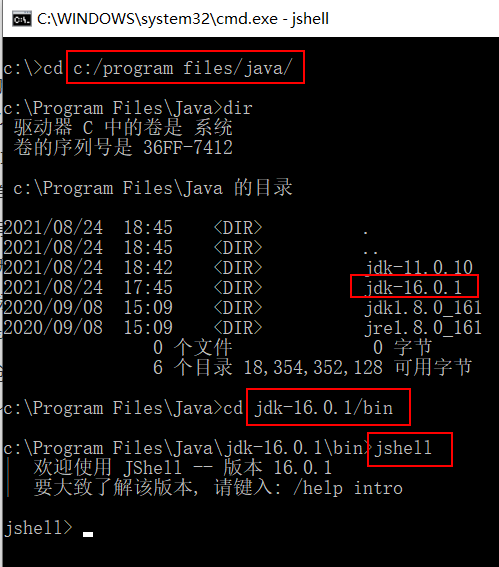 C:\WINDOWS\system32\cmd.exe - jshell
c:\>cd c:/program files/java/
c:\Program Files\Java>dir
驱动器 C 中的卷是 系统
卷的序列号是 36FF-7412
c:\Program Files\Java 的目录
2021/08/24  18:45    <DIR>          .
2021/08/24  18:45    <DIR>          ..
2021/08/24  18:42    <DIR>          jdk-11.0.10
2021/08/24  17:45    <DIR>          jdk-16.0.1
2020/09/08  15:09    <DIR>          jdk1.8.0_161
2020/09/08  15:09    <DIR>          jre1.8.0_161
0 个文件              0 字节
6 个目录 18,354,352,128 可用字节
c:\Program Files\Java>cd jdk-16.0.1/bin
c:\Program Files\Java\jdk-16.0.1\bin>jshell
|  欢迎使用 JShell -- 版本 16.0.1
|  要大致了解该版本, 请键入: /help intro
jshell>